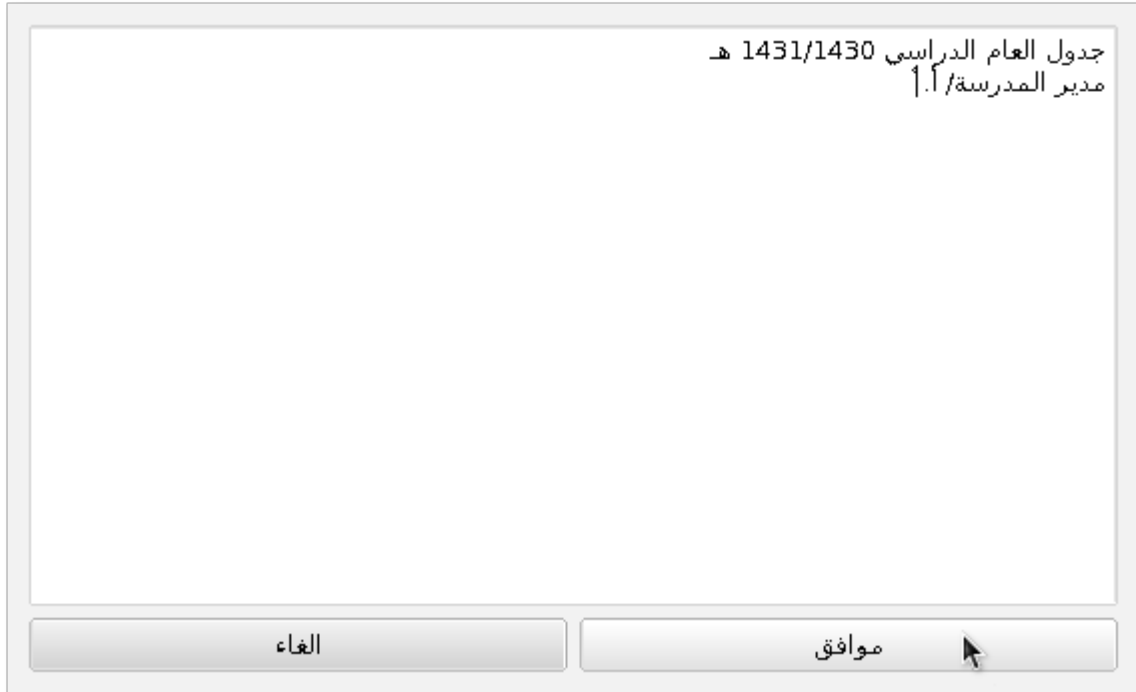 جدول العام الدراسي 1431/1430 هـ
مدير المدرسة/ أ.
موافق
الغاء